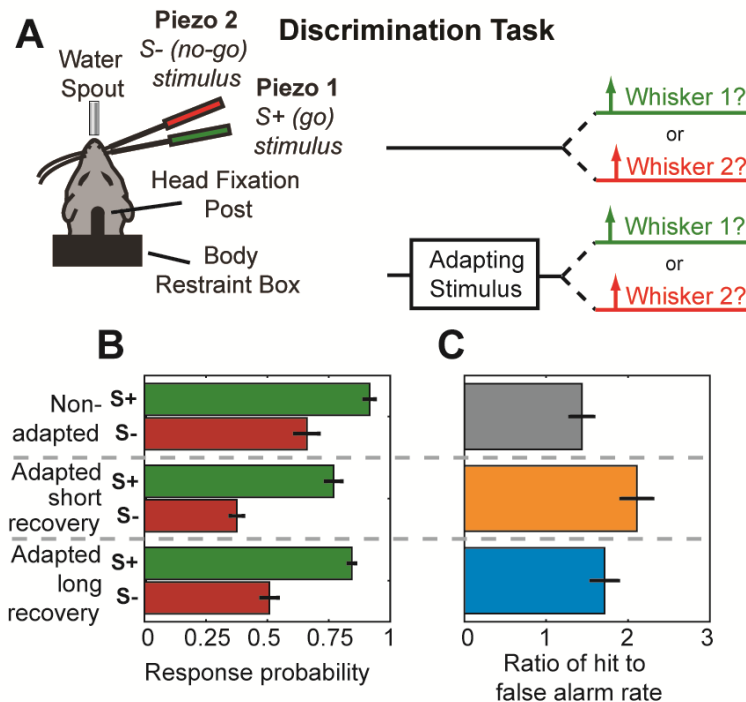 A
Discrimination Task
Piezo 2
S- (no-go)
stimulus
Water
Spout
Piezo 1
S+ (go)
stimulus
Head Fixation
Post
Body
Restraint Box
Whisker 1?
or
Whisker 2?
Adapting
Stimulus
Whisker 1?
or
Whisker 2?
B
Non-
adapted
S+
S-
Adapted
short
recovery
S+
S-
Adapted
long
recovery
S+
S-
0 0.25 0.5 0.75 1
Response probability
C
0 1 2 3
Ratio of hit to
false alarm rate